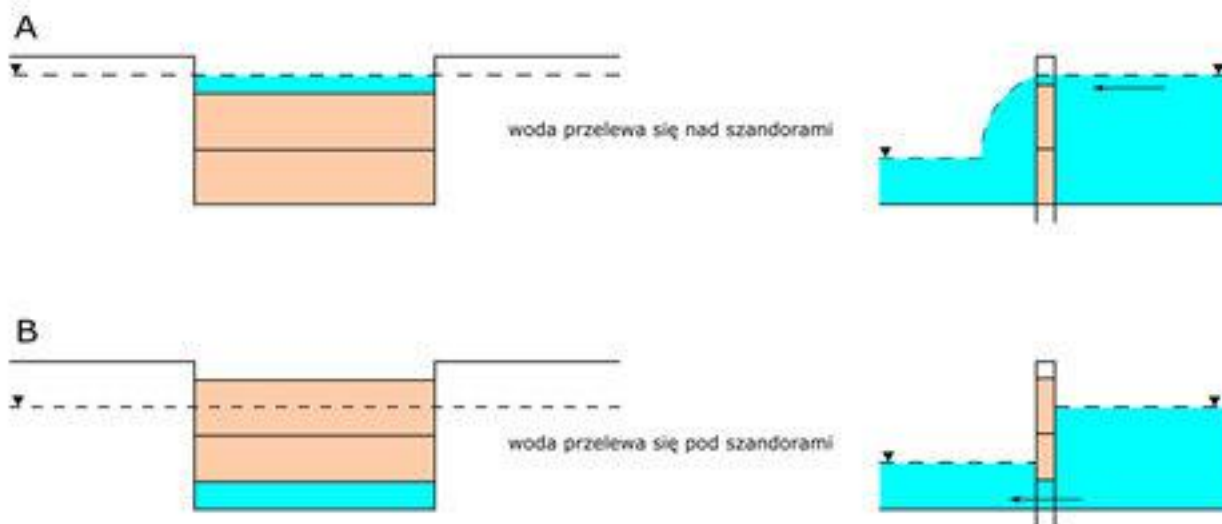 A
woda przelewa się nad szandorami
B
woda przelewa się pod szandorami